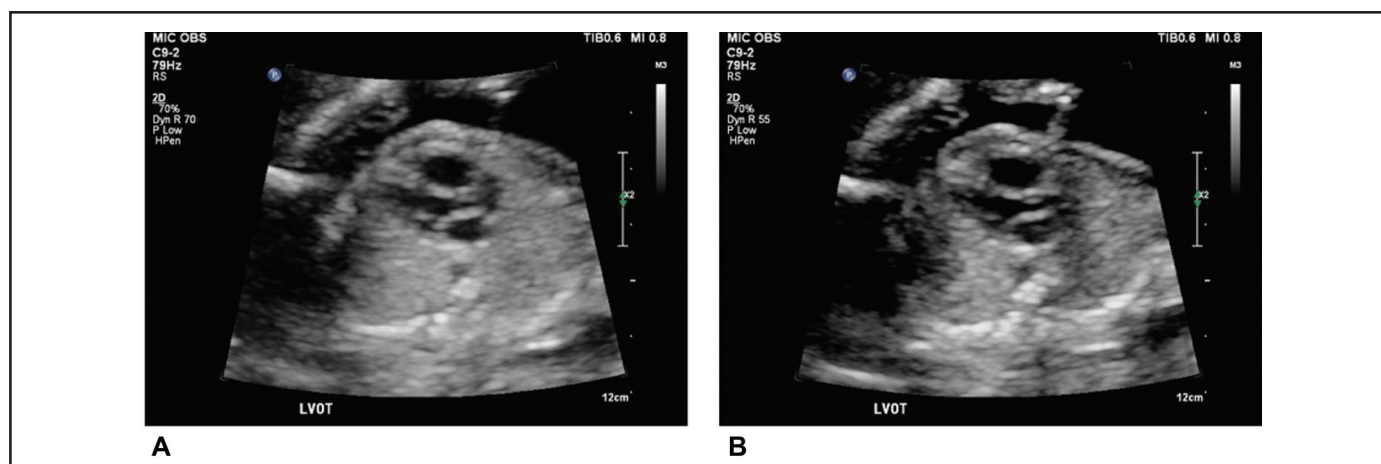 MIC OBS
TIB0.6 MI 0.8
C9-2
79Hz
RS
M3
P
2D
70%
Dyn R 70
P Low
HPen
X2
12cm
LVOT
A
MIC OBS
TIB0.6 MI 0.8
C9-2
79Hz
RS
M3
P
2D
70%
Dyn R 55
P Low
HPen
X2
12cm
LVOT
B